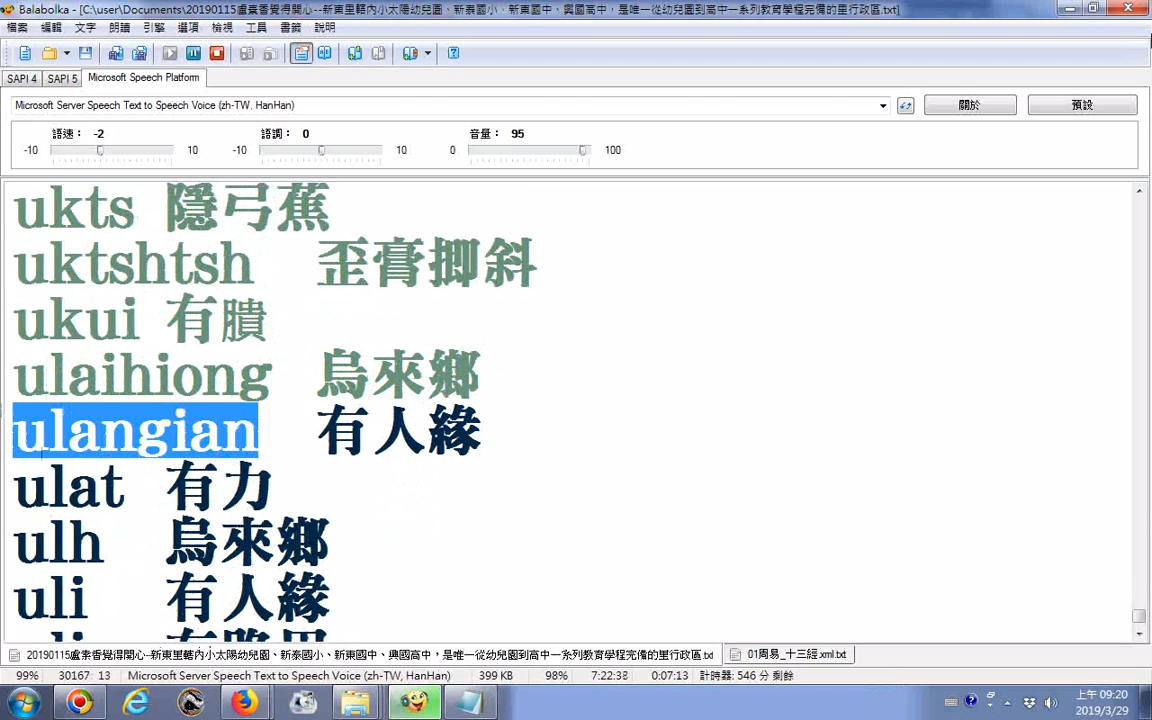 Balabolka - [C:\user\Documents\20190115盧素香覺得開心--新東里轄內小太陽幼兒園、新泰國小、新東國中、興國高中，是唯一從幼兒園到高中一系列教育學程完備的里行政區.txt]
檔案 編輯 文字 朗讀 引擎 選項 檢視 工具 書籤 說明
SAPI 4 SAPI 5 Microsoft Speech Platform
Microsoft Server Speech Text to Speech Voice (zh-TW, HanHan) 關於 預設
語速： -2 語調： 0 音量： 95
-10 10 -10 10 0 100
ukts 隱弓蕉
uktshtsh 歪膏揤斜
ukui 有膭
ulaihiong 烏來鄉
ulangian 有人緣
ulat 有力
ulh 烏來鄉
uli 有人緣
20190115盧素香覺得開心--新東里轄內小太陽幼兒園、新泰國小、新東國中、興國高中，是唯一從幼兒園到高中一系列教育學程完備的里行政區.txt 01周易_十三經.xml.txt
99% 30167: 13 Microsoft Server Speech Text to Speech Voice (zh-TW, HanHan) 399 KB 98% 7:22:38 0:07:13 計時器: 546 分 剩餘
上午 09:20
2019/3/29